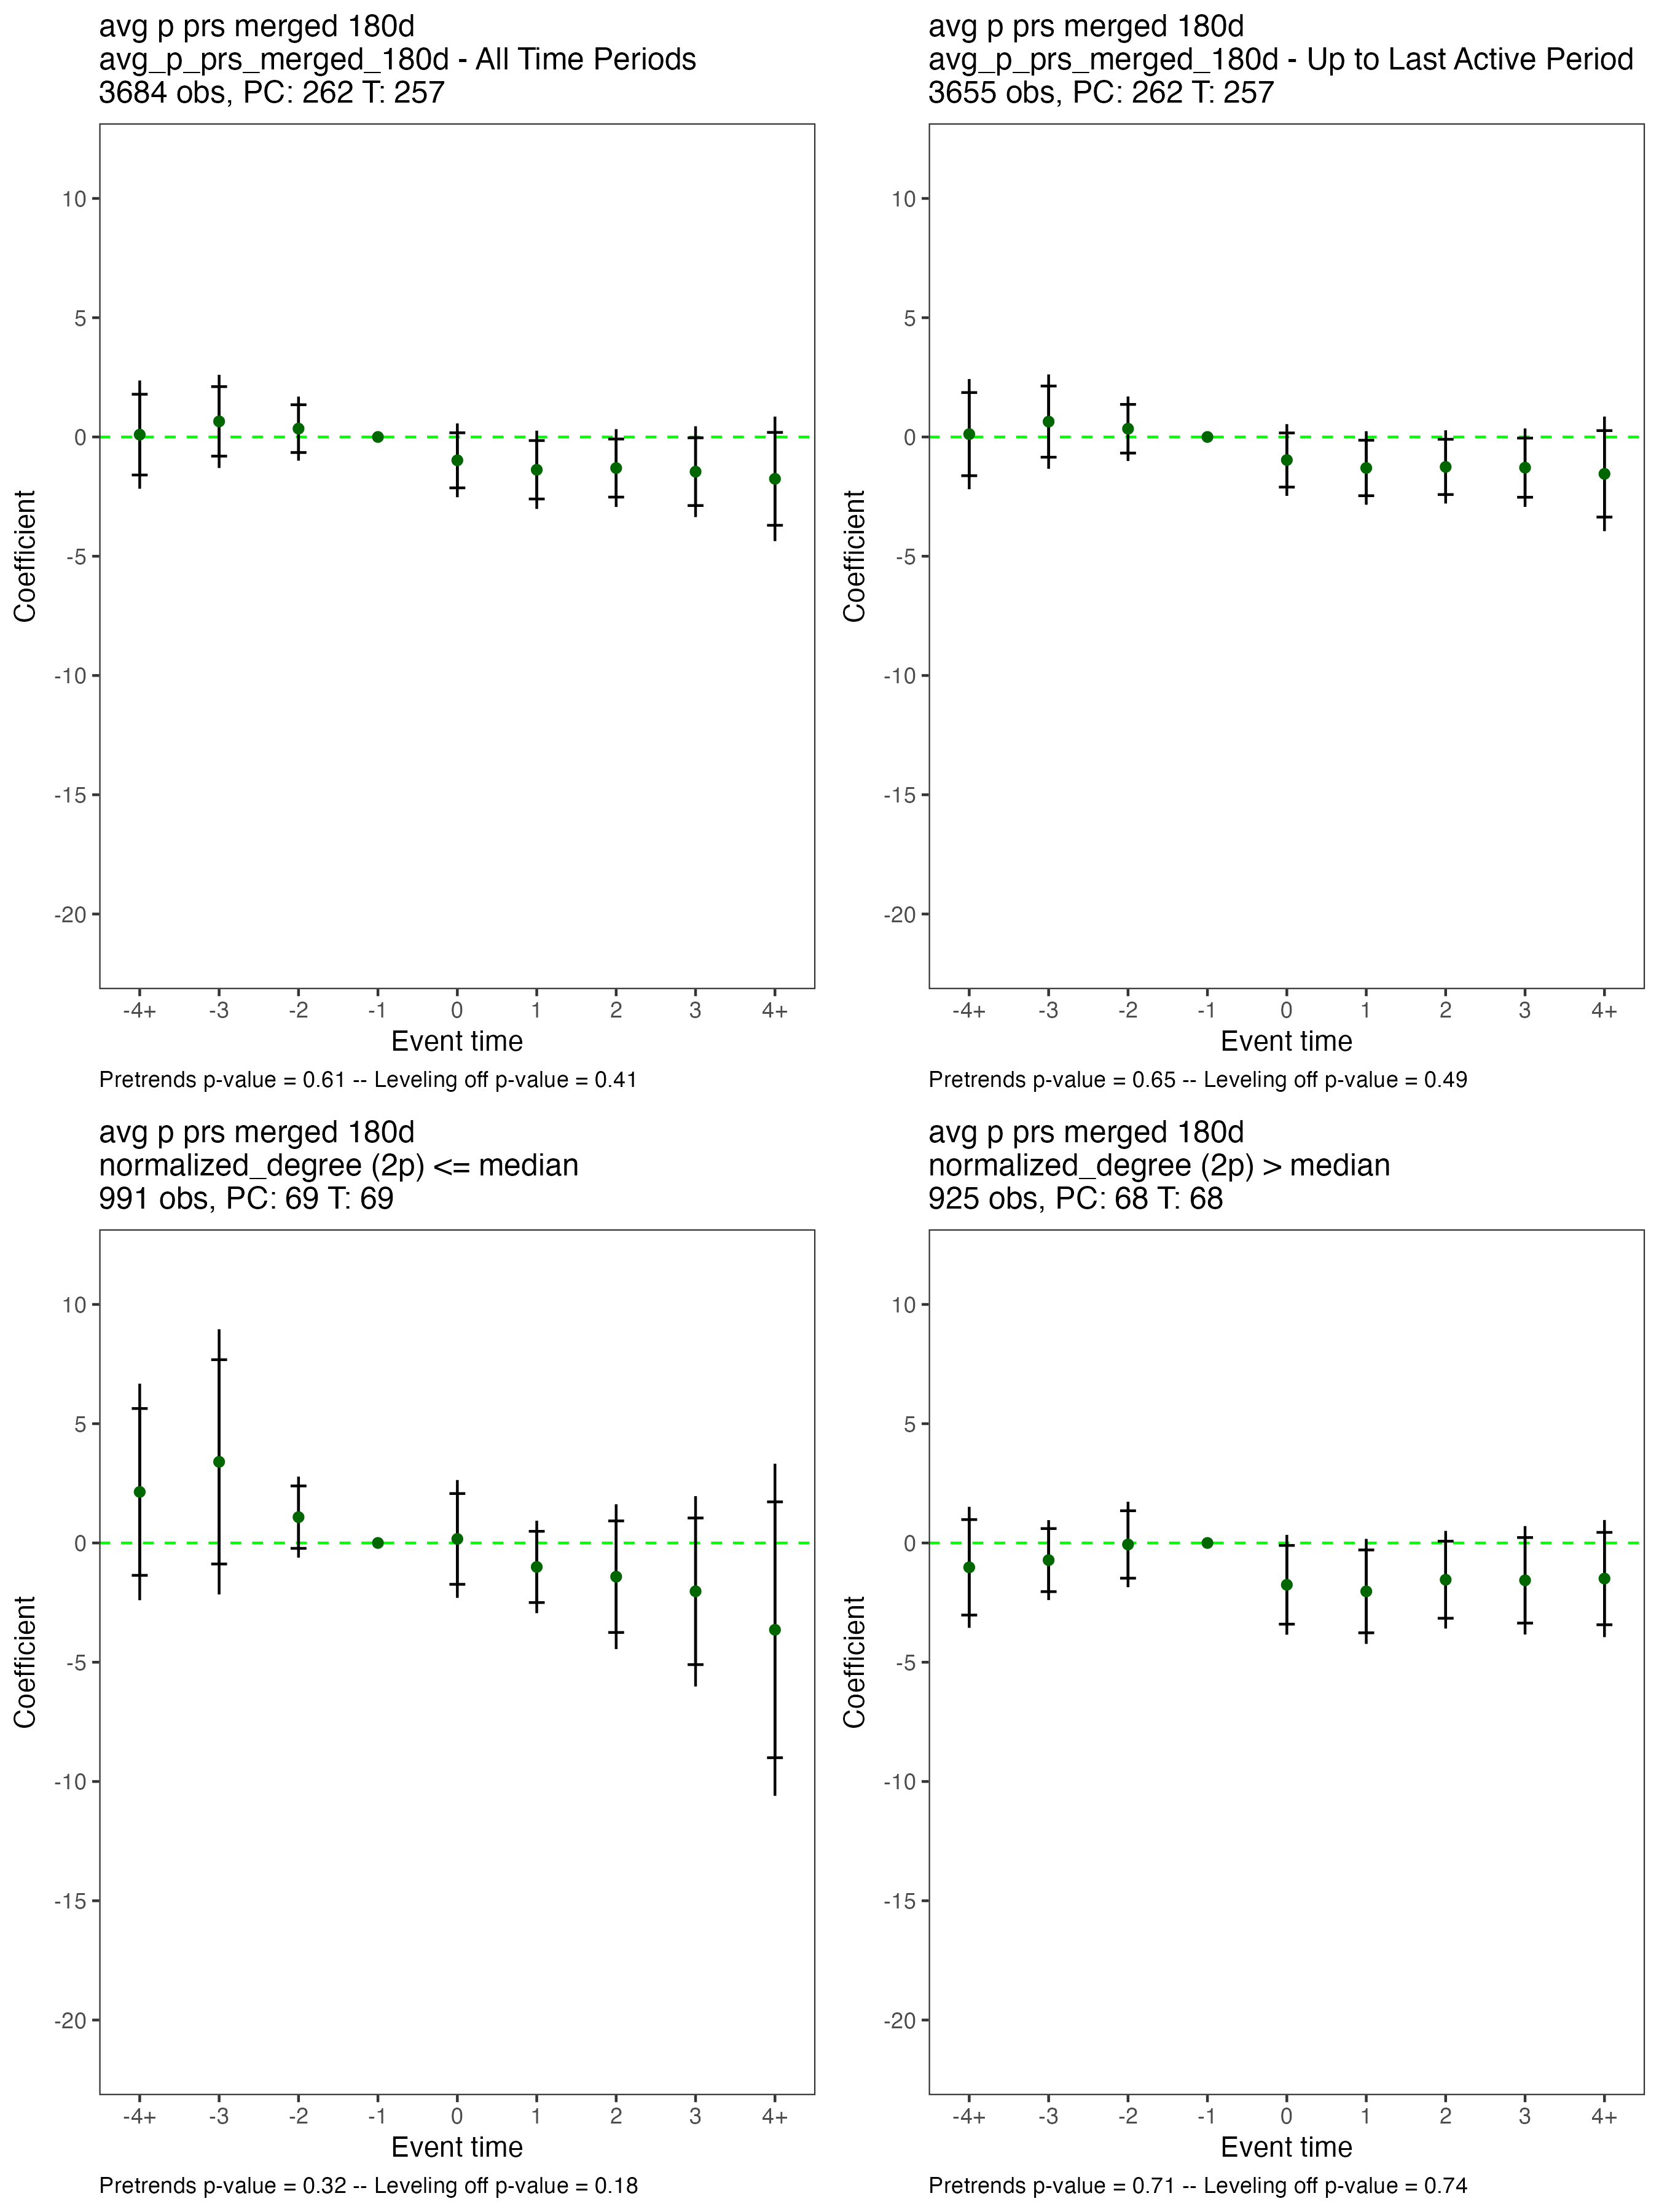 avg p prs merged 180d
avg_p_prs_merged_180d - All Time Periods
3684 obs, PC: 262 T: 257
10
5
0
-5
-10
-15
-20
Coefficient
-4+ -3 -2 -1 0 1 2 3 4+
Event time
Pretrends p-value = 0.61 -- Leveling off p-value = 0.41
avg p prs merged 180d
avg_p_prs_merged_180d - Up to Last Active Period
3655 obs, PC: 262 T: 257
10
5
0
-5
-10
-15
-20
Coefficient
-4+ -3 -2 -1 0 1 2 3 4+
Event time
Pretrends p-value = 0.65 -- Leveling off p-value = 0.49
avg p prs merged 180d
normalized_degree (2p) <= median
991 obs, PC: 69 T: 69
10
5
0
-5
-10
-15
-20
Coefficient
-4+ -3 -2 -1 0 1 2 3 4+
Event time
Pretrends p-value = 0.32 -- Leveling off p-value = 0.18
avg p prs merged 180d
normalized_degree (2p) > median
925 obs, PC: 68 T: 68
10
5
0
-5
-10
-15
-20
Coefficient
-4+ -3 -2 -1 0 1 2 3 4+
Event time
Pretrends p-value = 0.71 -- Leveling off p-value = 0.74